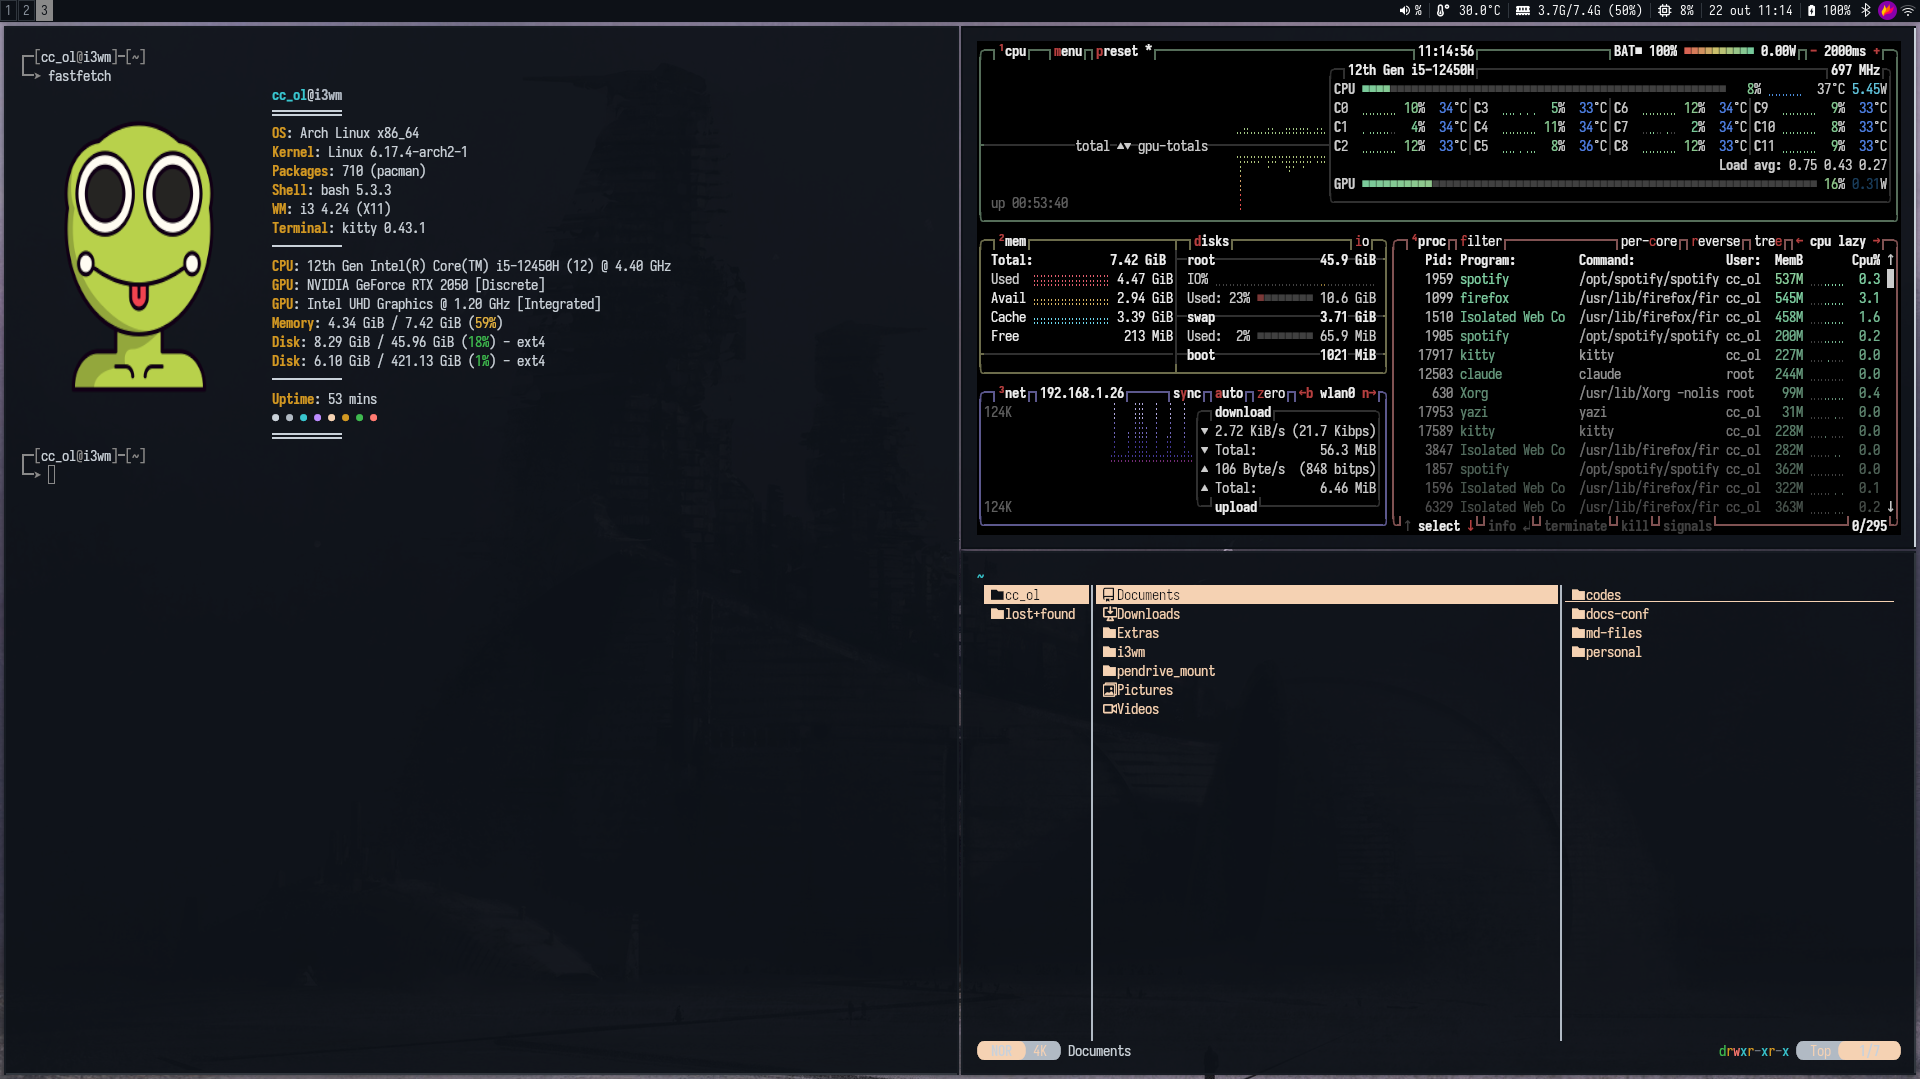 1 2 3
% 30.0°C 3.7G/7.4G (50%) 8% 22 out 11:14 100%
[cc_ol@i3wm]-[~]
fastfetch
cc_ol@i3wm
OS: Arch Linux x86_64
Kernel: Linux 6.17.4-arch2-1
Packages: 710 (pacman)
Shell: bash 5.3.3
WM: i3 4.24 (X11)
Terminal: kitty 0.43.1
CPU: 12th Gen Intel(R) Core(TM) i5-12450H (12) @ 4.40 GHz
GPU: NVIDIA GeForce RTX 2050 [Discrete]
GPU: Intel UHD Graphics @ 1.20 GHz [Integrated]
Memory: 4.34 GiB / 7.42 GiB (59%)
Disk: 8.29 GiB / 45.96 GiB (18%) - ext4
Disk: 6.10 GiB / 421.13 GiB (1%) - ext4
Uptime: 53 mins
[cc_ol@i3wm]-[~]
1cpu menu preset * 11:14:56 BAT■ 100% 0.00W - 2000ms +
12th Gen i5-12450H 697 MHz
CPU 8% 37°C 5.45W
C0 10% 34°C C3 5% 33°C C6 12% 34°C C9 9% 33°C
C1 4% 34°C C4 11% 34°C C7 2% 34°C C10 8% 33°C
total ▲▼ gpu-totals C2 12% 33°C C5 8% 36°C C8 12% 33°C C11 9% 33°C
Load avg: 0.75 0.43 0.27
GPU 16% 0.31W
up 00:53:40
2mem disks io
Total: 7.42 GiB root 45.9 GiB
Used 4.47 GiB IO%
Avail 2.94 GiB Used: 23% 10.6 GiB
Cache 3.39 GiB swap 3.71 GiB
Free 213 MiB Used: 2% 65.9 MiB
boot 1021 MiB
3net 192.168.1.26 sync auto zero ←b wlan0 n→
124K download
▼ 2.72 KiB/s (21.7 Kibps)
▼ Total: 56.3 MiB
▲ 106 Byte/s (848 bitps)
▲ Total: 6.46 MiB
124K upload
4proc filter per-core reverse tree ← cpu lazy →
Pid: Program: Command: User: MemB Cpu% ↑
1959 spotify /opt/spotify/spotify cc_ol 537M 0.3
1099 firefox /usr/lib/firefox/fir cc_ol 545M 3.1
1510 Isolated Web Co /usr/lib/firefox/fir cc_ol 458M 1.6
1905 spotify /opt/spotify/spotify cc_ol 200M 0.2
17917 kitty kitty cc_ol 227M 0.0
12503 claude claude root 244M 0.0
630 Xorg /usr/lib/Xorg -nolis root 99M 0.4
17953 yazi yazi cc_ol 31M 0.0
17589 kitty kitty cc_ol 228M 0.0
3847 Isolated Web Co /usr/lib/firefox/fir cc_ol 282M 0.0
1857 spotify /opt/spotify/spotify cc_ol 362M 0.0
1596 Isolated Web Co /usr/lib/firefox/fir cc_ol 322M 0.1
6329 Isolated Web Co /usr/lib/firefox/fir cc_ol 363M 0.2 ↓
↑ select ↓ info ↲ terminate kill signals 0/295
~
cc_ol
lost+found
Documents
Downloads
Extras
i3wm
pendrive_mount
Pictures
Videos
codes
docs-conf
md-files
personal
4K Documents drwxr-xr-x Top